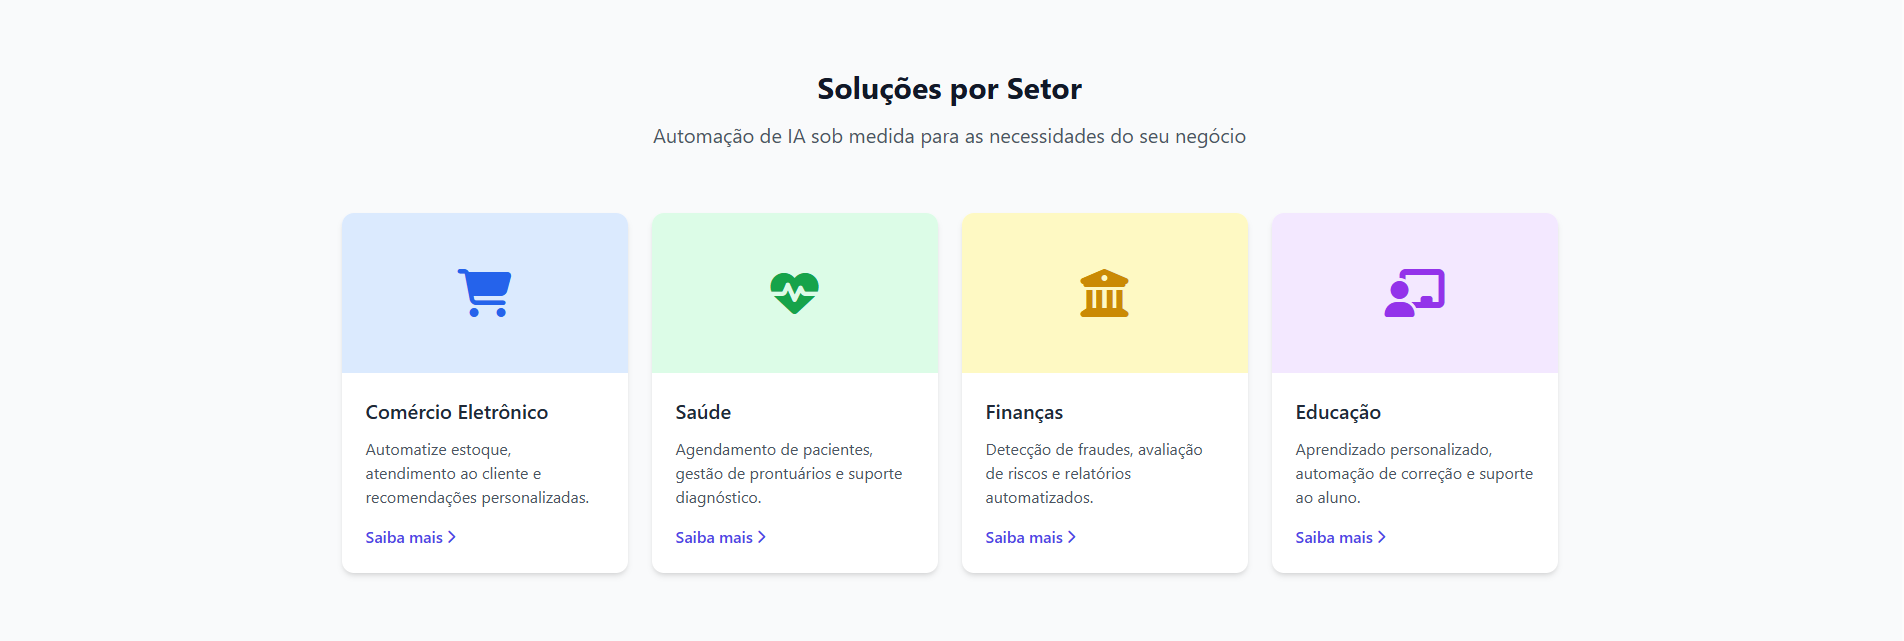 Soluções por Setor
Automação de IA sob medida para as necessidades do seu negócio
Comércio Eletrônico
Automatize estoque,
atendimento ao cliente e
recomendações personalizadas.
Saiba mais
Saúde
Agendamento de pacientes,
gestão de prontuários e suporte
diagnóstico.
Saiba mais
Finanças
Detecção de fraudes, avaliação
de riscos e relatórios
automatizados.
Saiba mais
Educação
Aprendizado personalizado,
automação de correção e suporte
ao aluno.
Saiba mais